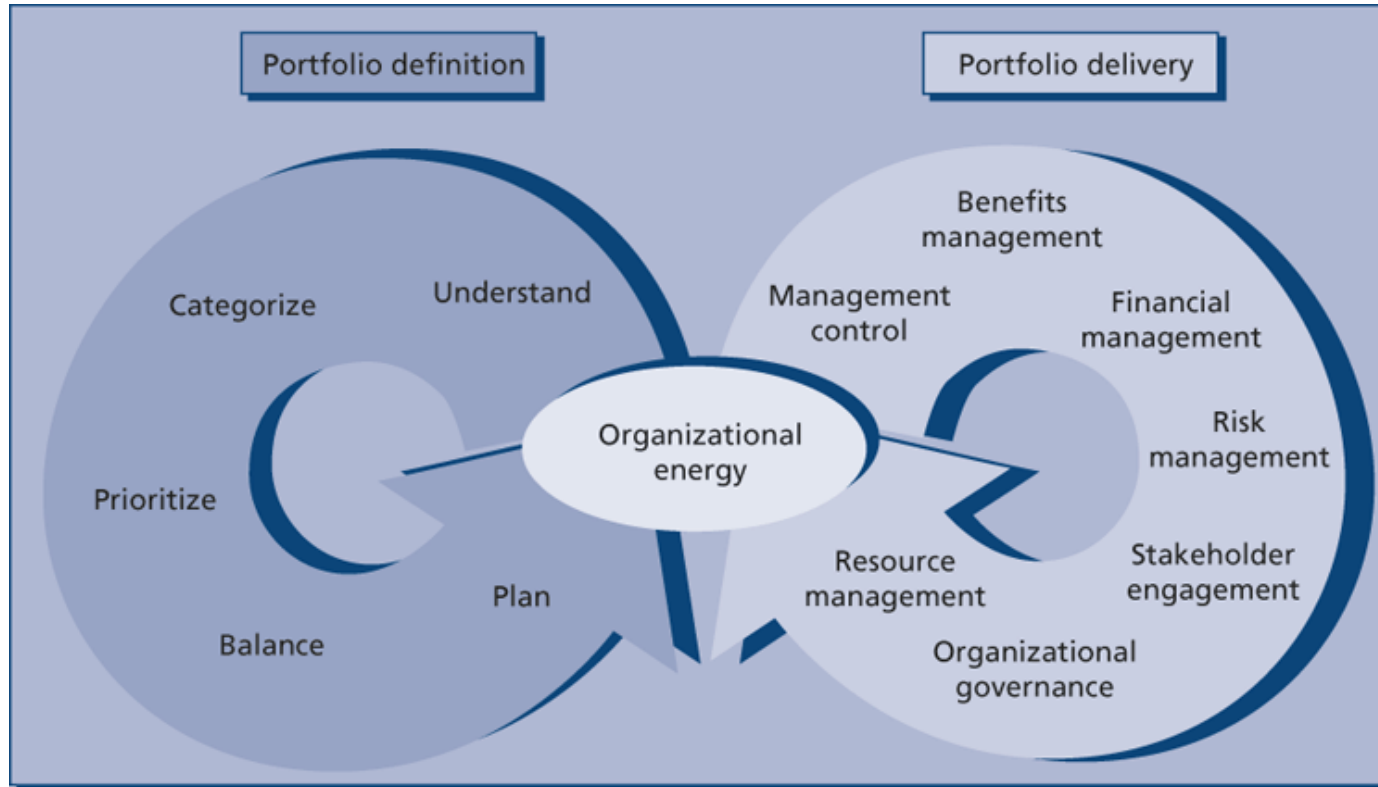 Portfolio definition
Portfolio delivery
Understand
Categorize
Prioritize
Balance
Plan
Organizational
energy
Management
control
Benefits
management
Financial
management
Risk
management
Stakeholder
engagement
Organizational
governance
Resource
management